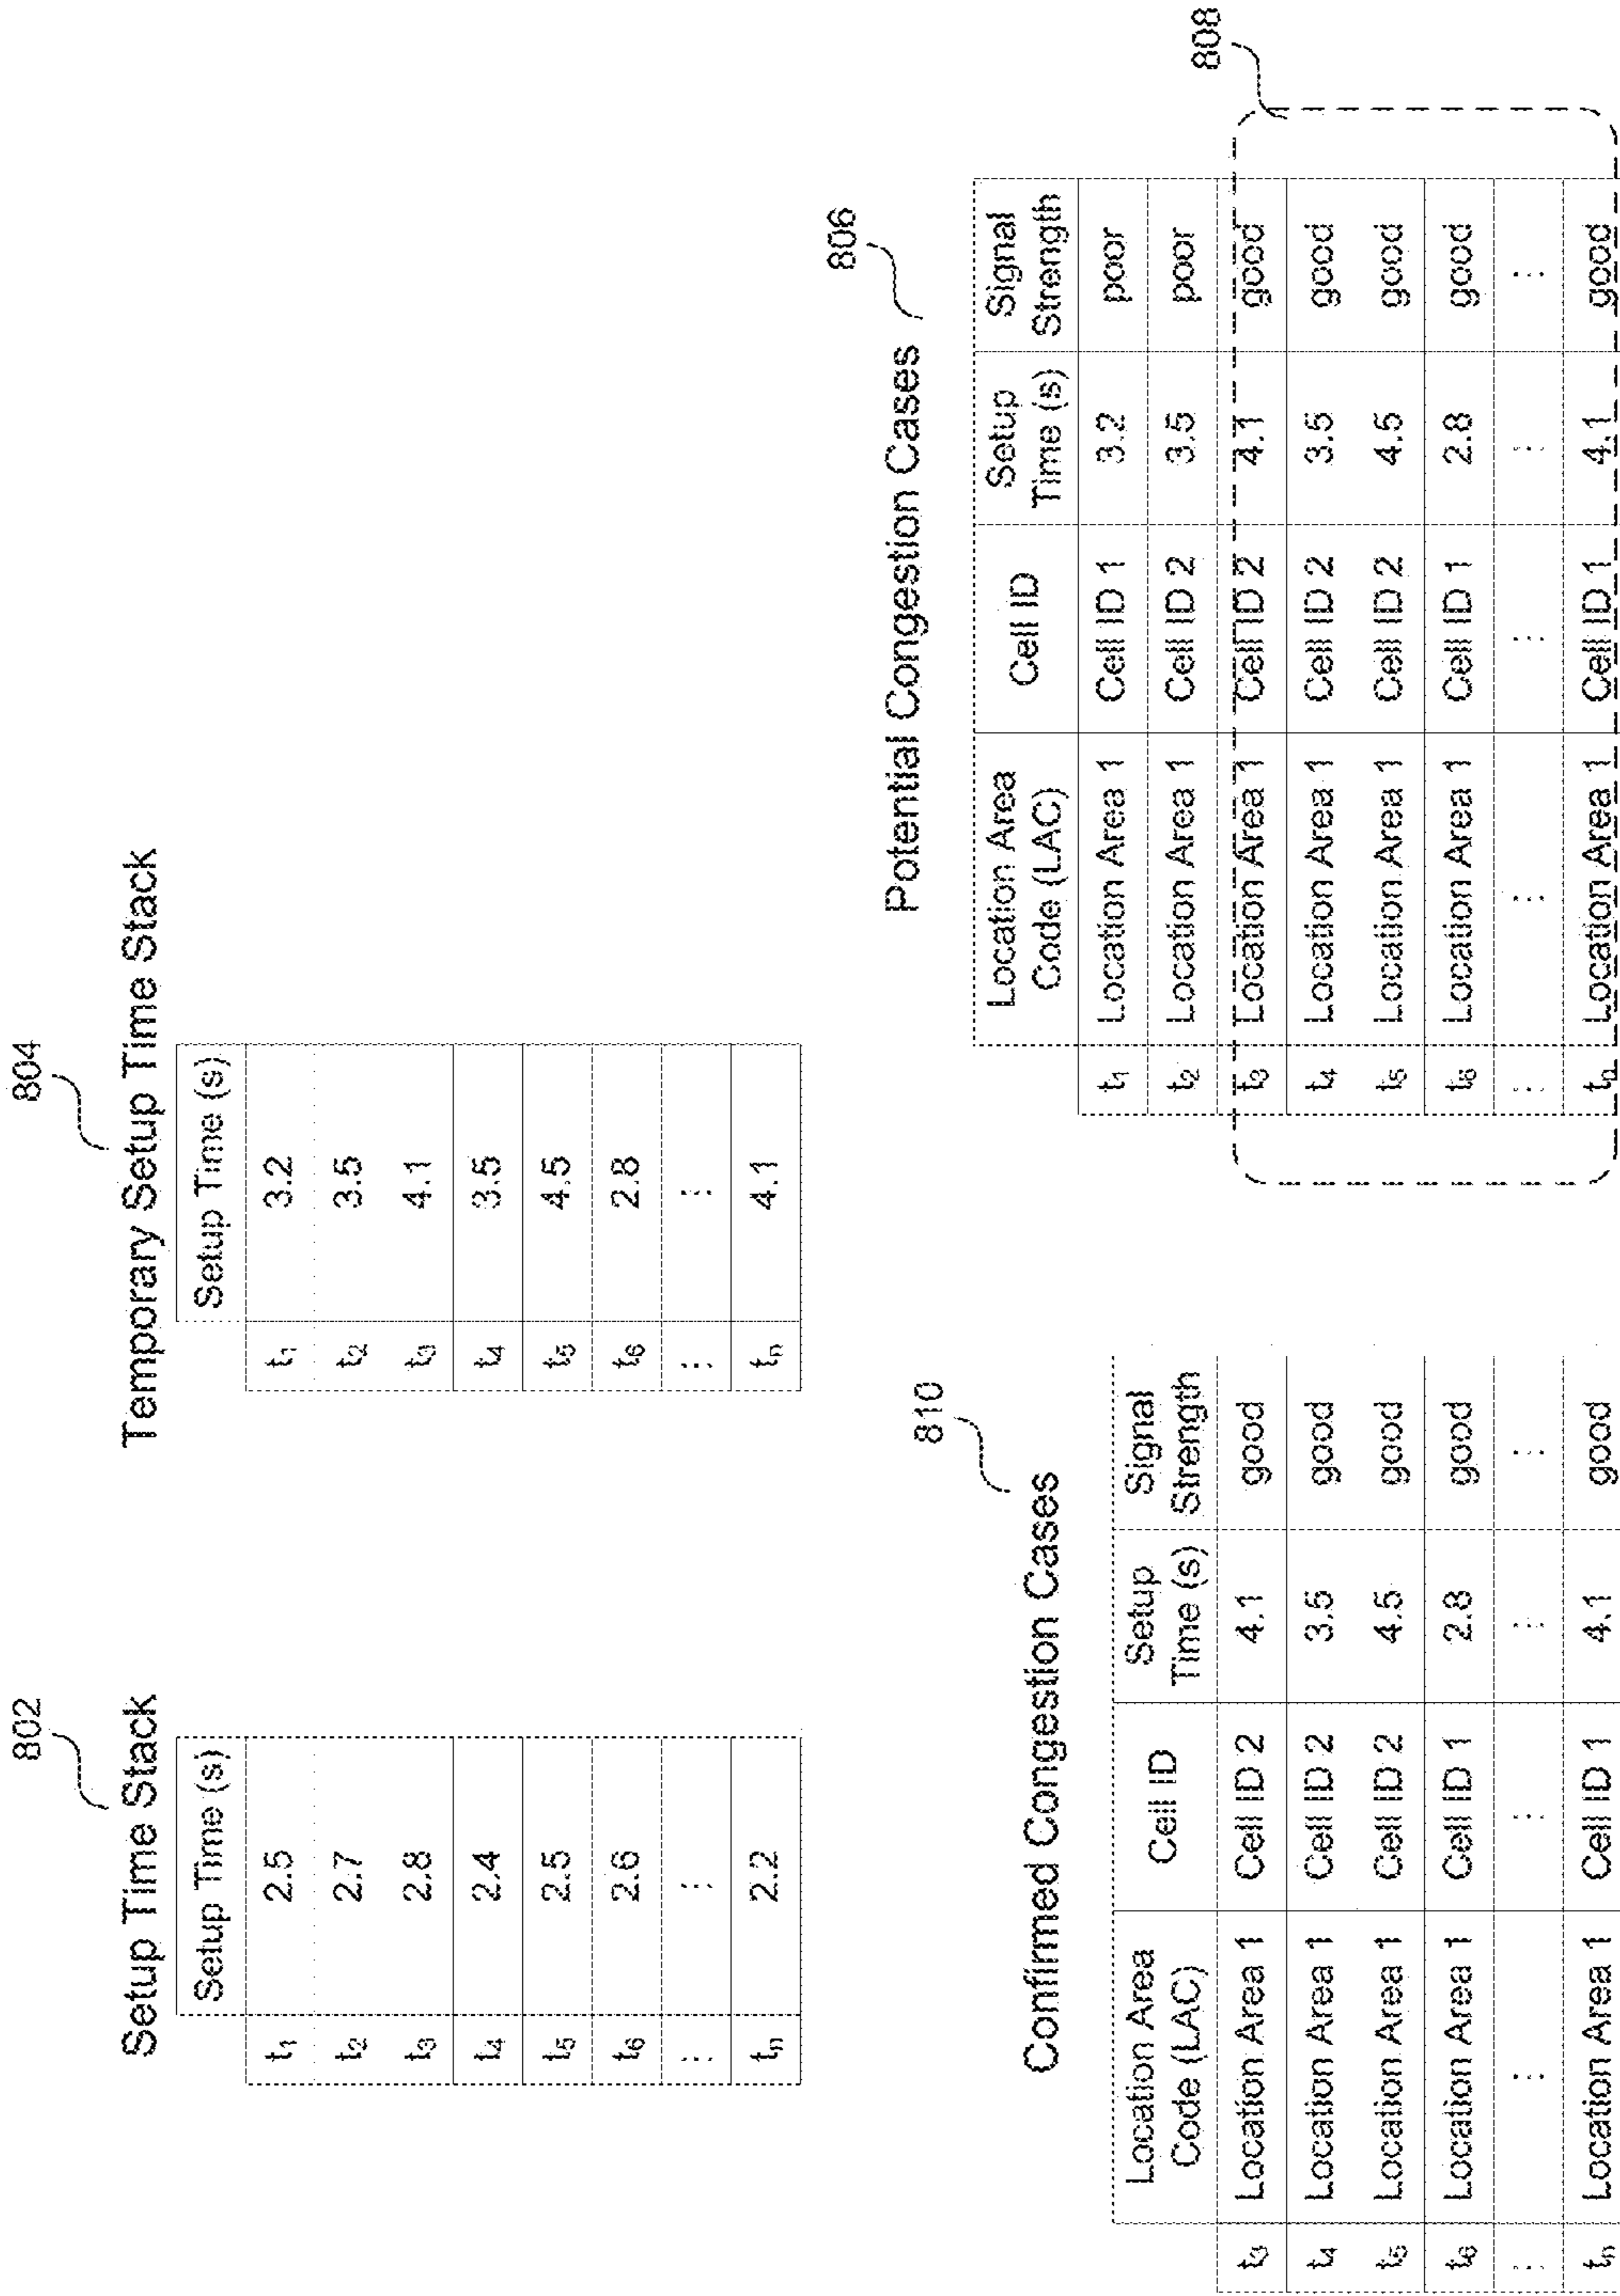 802
Setup Time Stack
Setup Time (s)
t1 2.5
t2 2.7
t3 2.8
t4 2.4
t5 2.5
t6 2.6
⋮ ⋮
tn 2.2
804
Temporary Setup Time Stack
Setup Time (s)
t1 3.2
t2 3.5
t3 4.1
t4 3.5
t5 4.5
t6 2.8
⋮ ⋮
tn 4.1
810
Confirmed Congestion Cases
Location Area Cell ID Setup Signal
Code (LAC) Time (s) Strength
t3 Location Area 1 Cell ID 2 4.1 good
t4 Location Area 1 Cell ID 2 3.5 good
t5 Location Area 1 Cell ID 2 4.5 good
t6 Location Area 1 Cell ID 1 2.8 good
⋮ ⋮ ⋮ ⋮ ⋮
tn Location Area 1 Cell ID 1 4.1 good
806
Potential Congestion Cases
Location Area Cell ID Setup Signal
Code (LAC) Time (s) Strength
t1 Location Area 1 Cell ID 1 3.2 poor
t2 Location Area 1 Cell ID 2 3.5 poor
t3 Location Area 1 Cell ID 2 4.1 good
t4 Location Area 1 Cell ID 2 3.5 good
t5 Location Area 1 Cell ID 2 4.5 good
t6 Location Area 1 Cell ID 1 2.8 good
⋮ ⋮ ⋮ ⋮ ⋮
tn Location Area 1 Cell ID 1 4.1 good
808